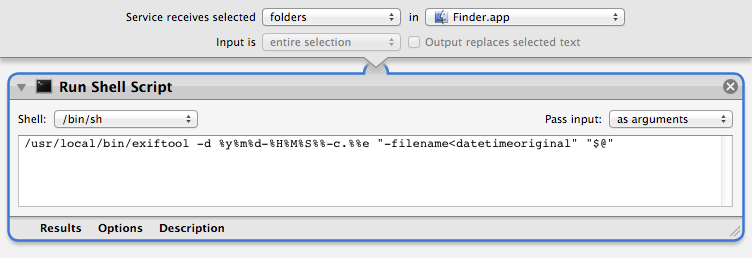 Service receives selected folders in Finder.app
Input is entire selection Output replaces selected text
Run Shell Script
Shell: /bin/sh Pass input: as arguments
/usr/local/bin/exiftool -d %y%m%d-%H%M%S%%-c.%%e "-filename<datetimeoriginal" "$@"
Results Options Description